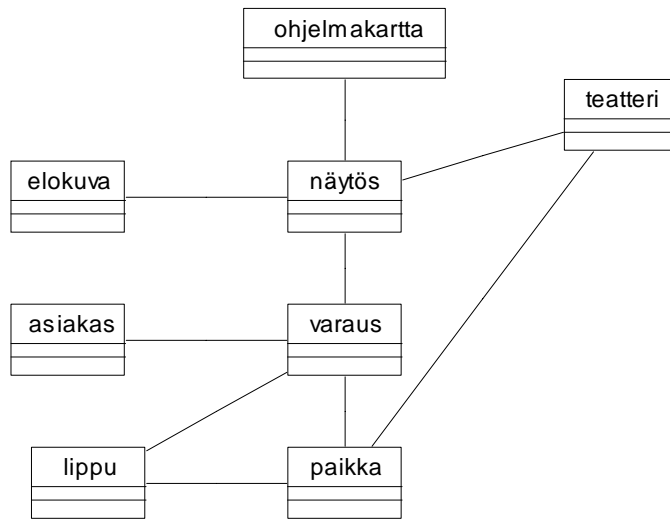 ohjelmakartta
teatteri
elokuva
näytös
asiakas
varaus
lippu
paikka